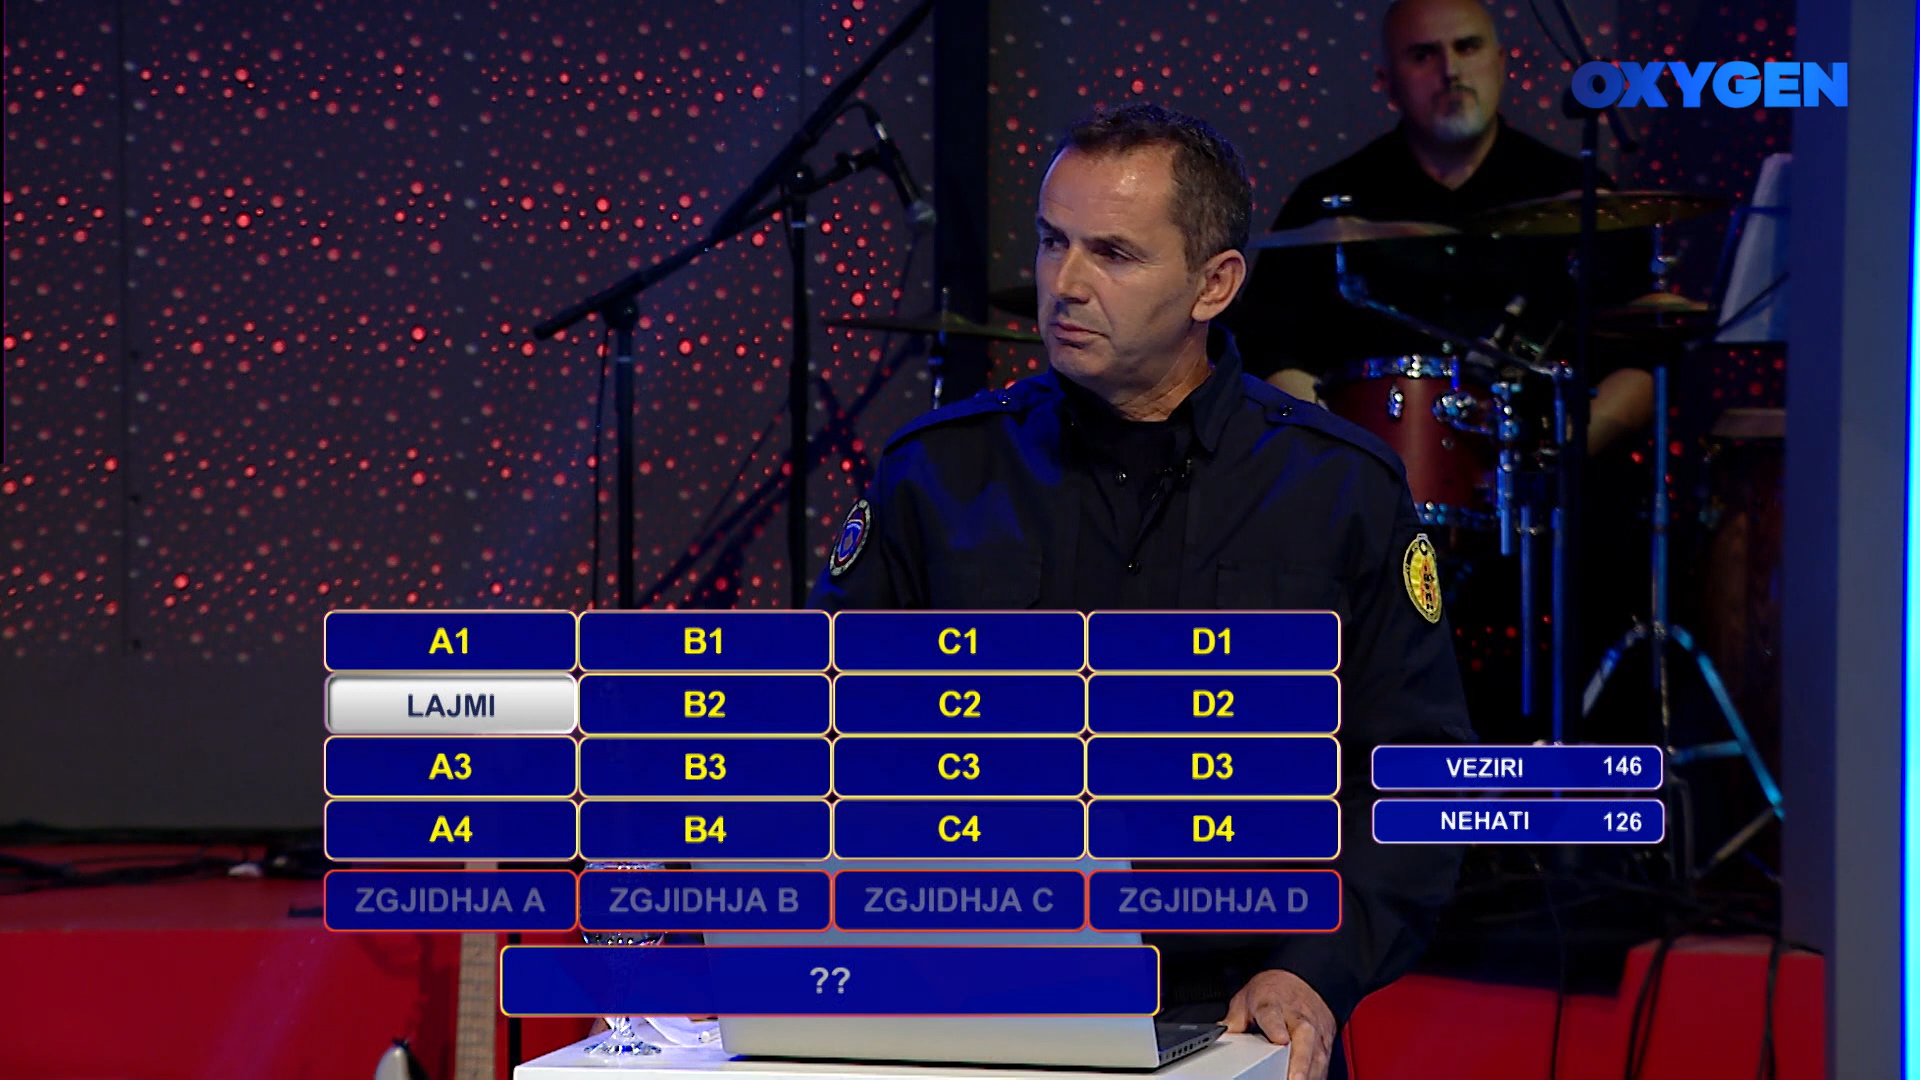 OXYGEN
A1 B1 C1 D1
LAJMI B2 C2 D2
A3 B3 C3 D3
VEZIRI 146
A4 B4 C4 D4
NEHATI 126
ZGJIDHJA A ZGJIDHJA B ZGJIDHJA C ZGJIDHJA D
??